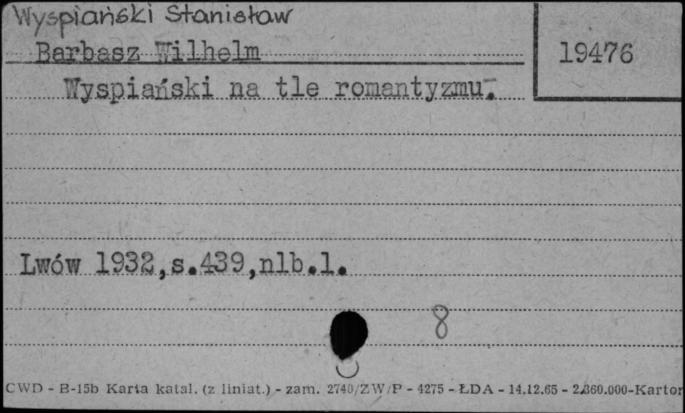 Wyspiański Stanisław
Barbasz Wilhelm
19476
Wyspiański na tle romantyzmu.
Lwów 1932,s.439,nlb.1.
8
CWD - B-15b Karta katal. (z liniat.) - zam. 2740/ZW/P - 4275 - ŁDA - 14.12.65 - 2.860.000-Kartor